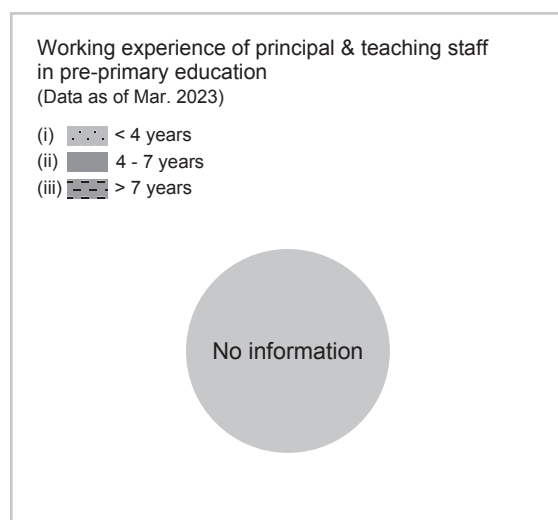 Working experience of principal & teaching staff
in pre-primary education
(Data as of Mar. 2023)
(i) < 4 years
(ii) 4 - 7 years
(iii) > 7 years
No information